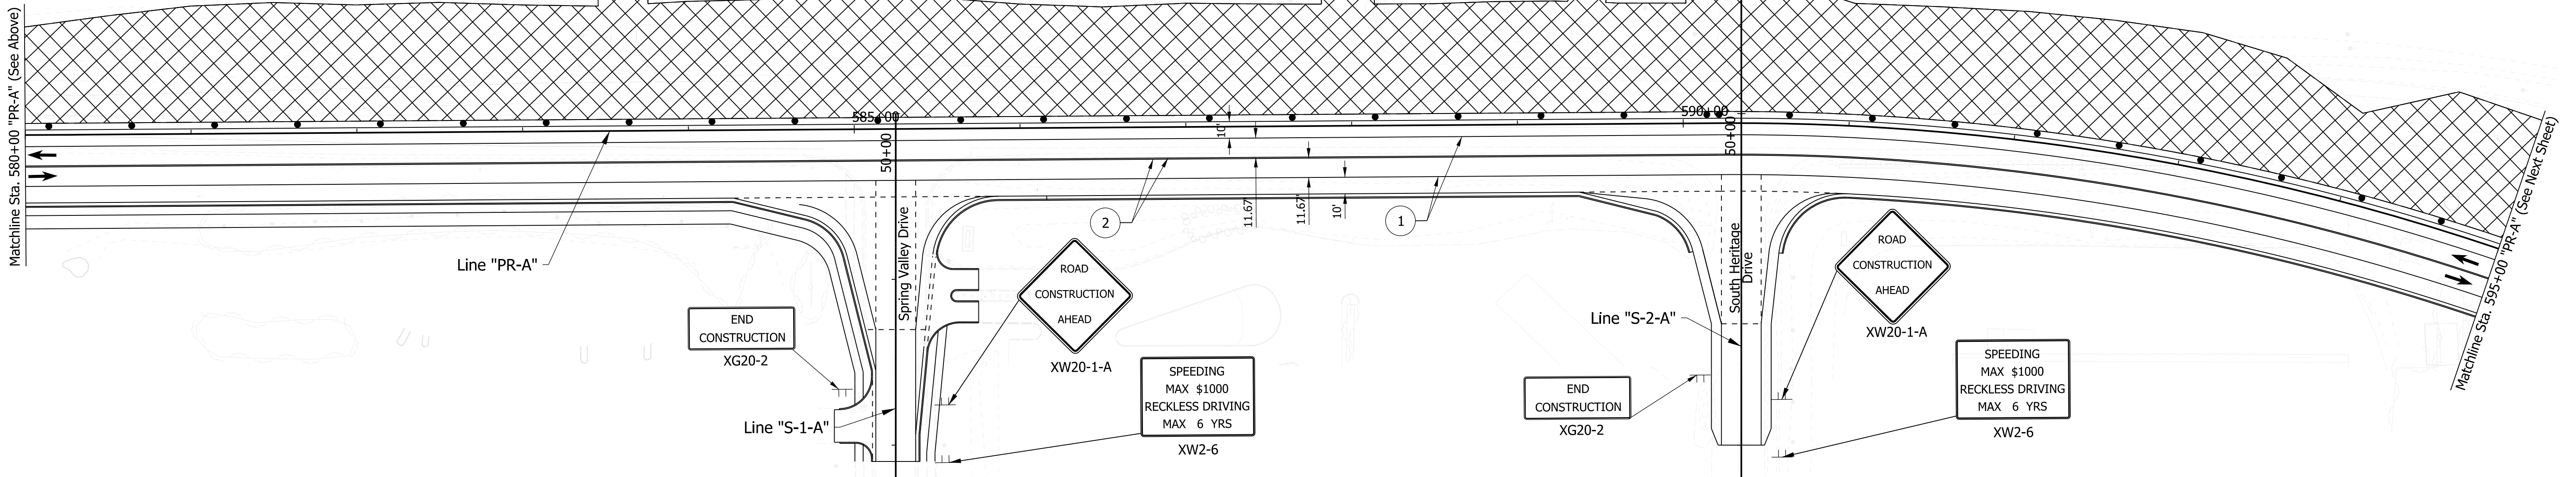 Matchline Sta. 580+00 "PR-A" (See Above)
585+00
590+00
50+00
50+00
10'
11.67'
11.67'
10'
2
1
Line "PR-A"
Spring Valley Drive
South Heritage
Drive
ROAD
CONSTRUCTION
AHEAD
XW20-1-A
ROAD
CONSTRUCTION
AHEAD
XW20-1-A
END
CONSTRUCTION
XG20-2
Line "S-1-A"
SPEEDING
MAX $1000
RECKLESS DRIVING
MAX 6 YRS
XW2-6
Line "S-2-A"
END
CONSTRUCTION
XG20-2
SPEEDING
MAX $1000
RECKLESS DRIVING
MAX 6 YRS
XW2-6
Matchline Sta. 595+00 "PR-A" (See Next Sheet)